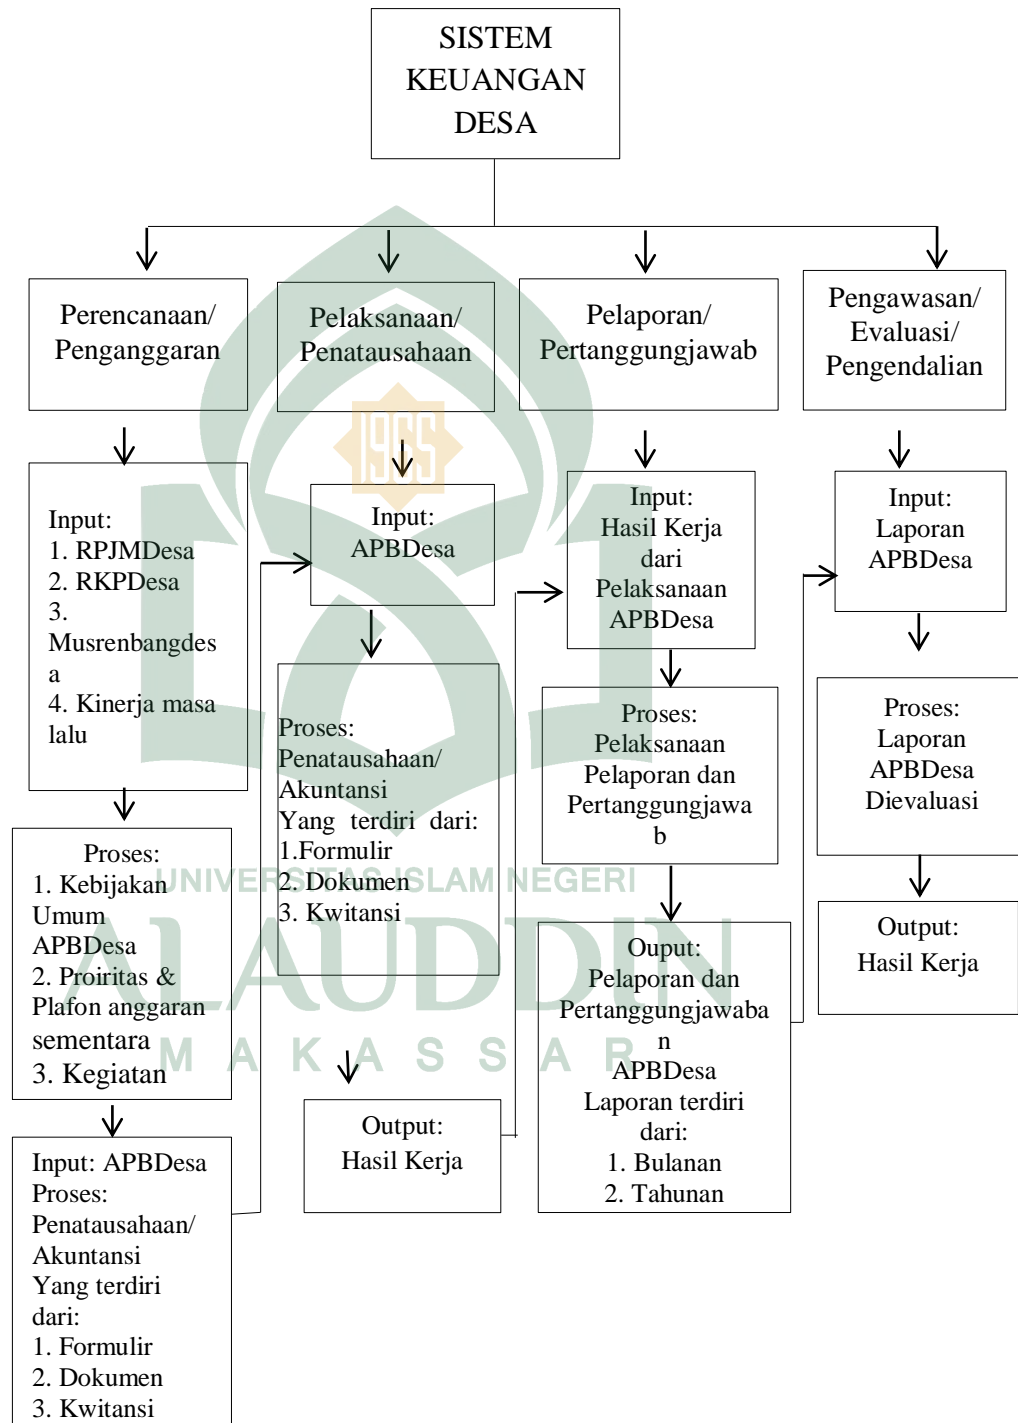 SISTEM
KEUANGAN
DESA
Perencanaan/
Penganggaran
Pelaksanaan/
Penatausahaan
Pelaporan/
Pertanggungjawab
Pengawasan/
Evaluasi/
Pengendalian
1965
Input:
1. RPJMDesa
2. RKPDesa
3.
Musrenbangdes
a
4. Kinerja masa
lalu
Input:
APBDesa
Input:
Hasil Kerja
dari
Pelaksanaan
APBDesa
Input:
Laporan
APBDesa
Proses:
Penatausahaan/
Akuntansi
Yang terdiri dari:
1.Formulir
2. Dokumen
3. Kwitansi
Proses:
Pelaksanaan
Pelaporan dan
Pertanggungjawa
b
Proses:
Laporan
APBDesa
Dievaluasi
Proses:
1. Kebijakan
Umum
APBDesa
2. Proiritas &
Plafon anggaran
sementara
3. Kegiatan
UNIVERSITAS ISLAM NEGERI
ALAUDDIN
MAKASSAR
Ouput:
Pelaporan dan
Pertanggungjawaba
n
APBDesa
Laporan terdiri
dari:
1. Bulanan
2. Tahunan
Output:
Hasil Kerja
Output:
Hasil Kerja
Input: APBDesa
Proses:
Penatausahaan/
Akuntansi
Yang terdiri
dari:
1. Formulir
2. Dokumen
3. Kwitansi